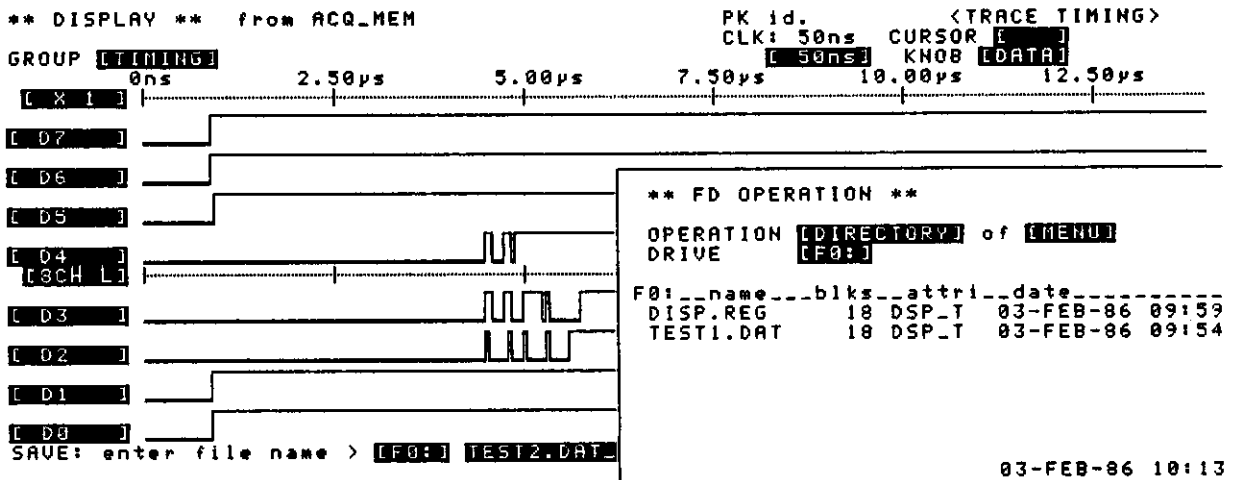 ** DISPLAY ** from ACQ_MEM PK id. <TRACE TIMING>
CLK: 50ns CURSOR [ ]
GROUP [TIMING] [ 50ns] KNOB [DATA]
0ns 2.50µs 5.00µs 7.50µs 10.00µs 12.50µs
[ X 1 ]
[ D7 ]
[ D6 ]
[ D5 ]
[ D4 ]
[8CH L]
[ D3 ]
[ D2 ]
[ D1 ]
[ D0 ]
SAVE: enter file name > [F0:] TEST2.DAT_
** FD OPERATION **
OPERATION [DIRECTORY] of [MENU]
DRIVE [F0:]
F0:__name___blks__attri__date__________
DISP.REG 18 DSP_T 03-FEB-86 09:59
TEST1.DAT 18 DSP_T 03-FEB-86 09:54
03-FEB-86 10:13